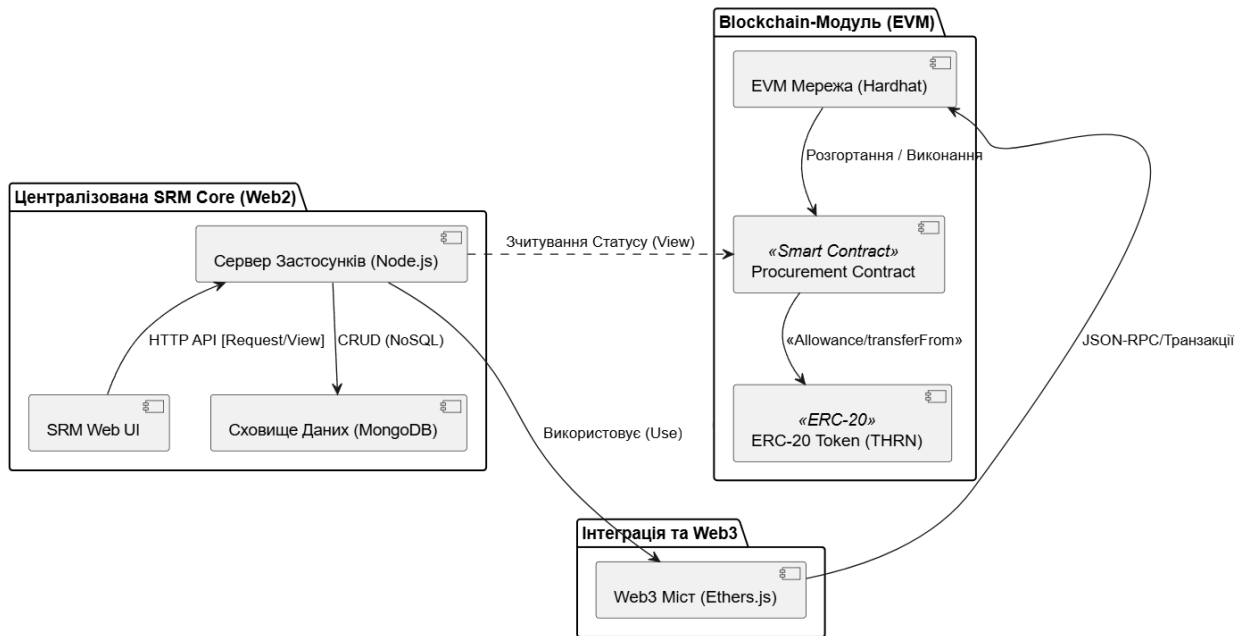 Blockchain-Модуль (EVM)
EVM Мережа (Hardhat)
Розгортання / Виконання
Централізована SRM Core (Web2)
Сервер Застосунків (Node.js)
Зчитування Статусу (View)
«Smart Contract»
Procurement Contract
HTTP API [Request/View]
CRUD (NoSQL)
«Allowance/transferFrom»
JSON-RPC/Транзакції
SRM Web UI
Сховище Даних (MongoDB)
Використовує (Use)
«ERC-20»
ERC-20 Token (THRN)
Інтеграція та Web3
Web3 Міст (Ethers.js)